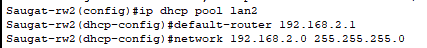 Saugat-rw2(config)#ip dhcp pool lan2
Saugat-rw2(dhcp-config)#default-router 192.168.2.1
Saugat-rw2(dhcp-config)#network 192.168.2.0 255.255.255.0